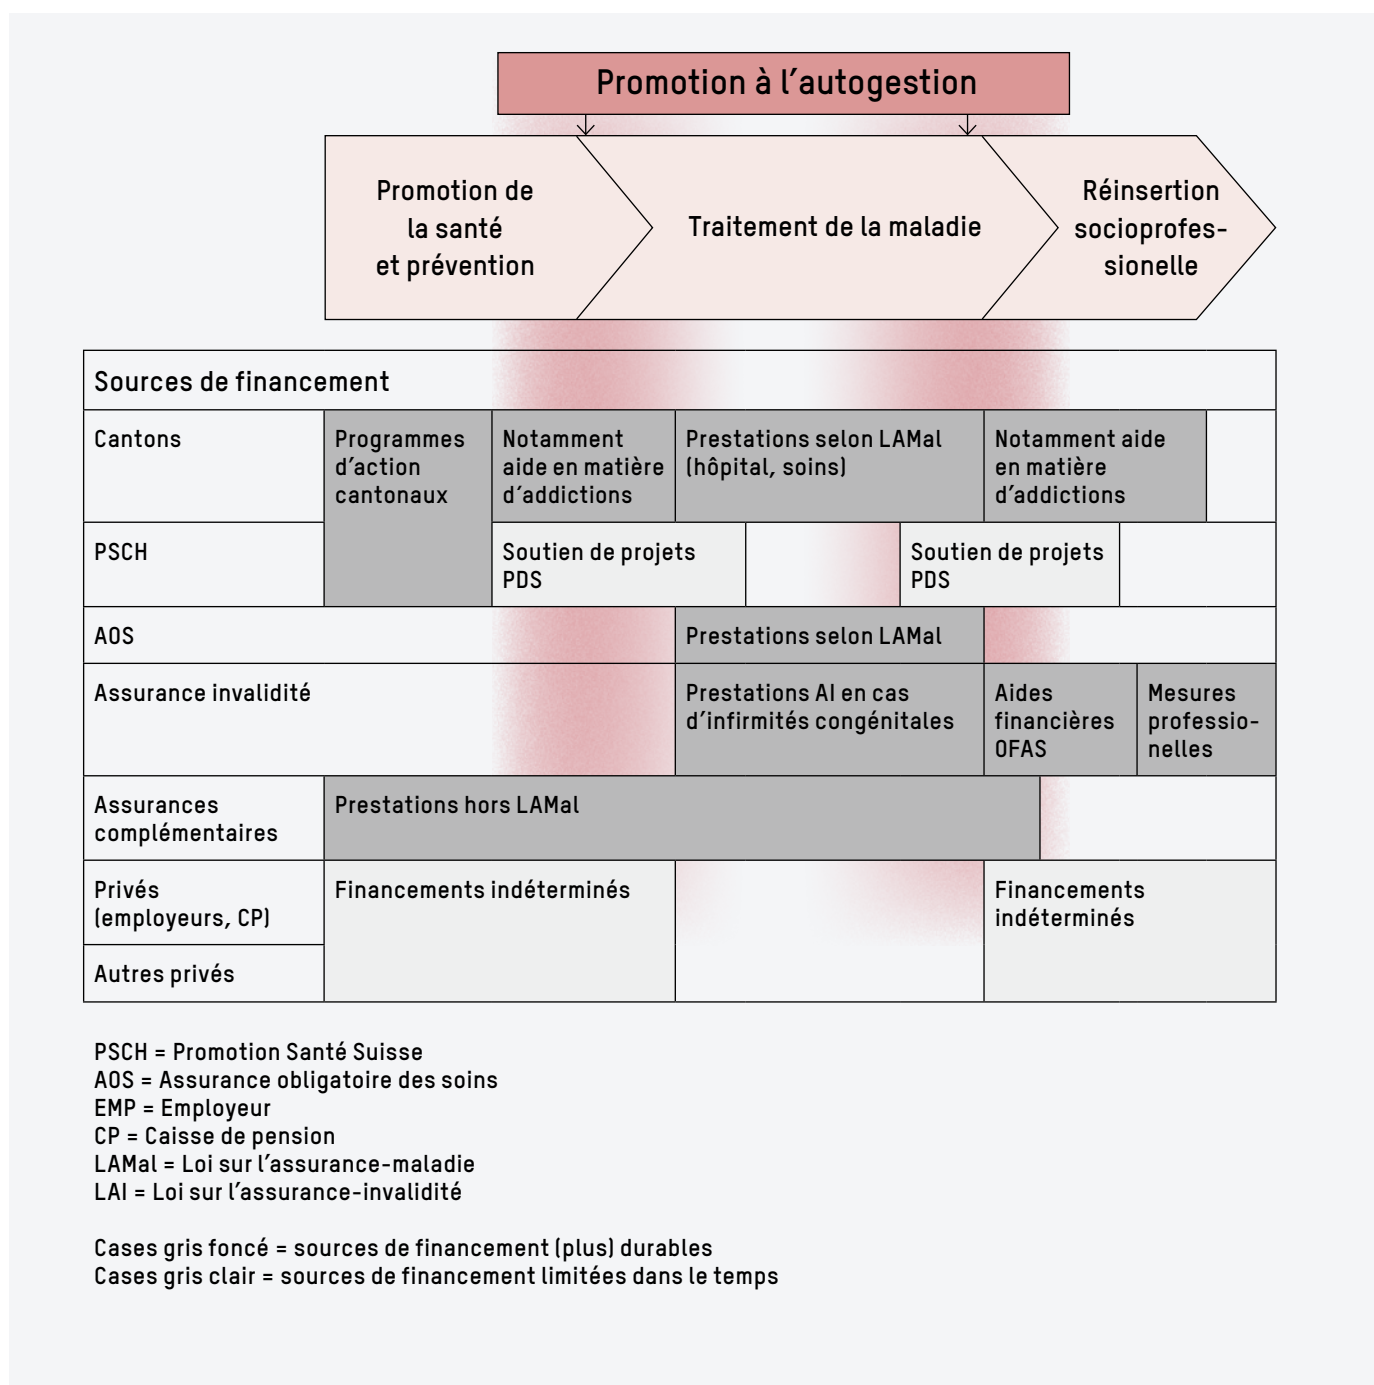 Promotion à l’autogestion
Promotion de
la santé
et prévention
Traitement de la maladie
Réinsertion
socioprofes-
sionelle
Sources de financement
Cantons
Programmes
d’action
cantonaux
Notamment
aide en matière
d’addictions
Prestations selon LAMal
(hôpital, soins)
Notamment aide
en matière
d’addictions
PSCH
Soutien de projets
PDS
Soutien de projets
PDS
AOS
Prestations selon LAMal
Assurance invalidité
Prestations AI en cas
d’infirmités congénitales
Aides
financières
OFAS
Mesures
professio-
nelles
Assurances
complémentaires
Prestations hors LAMal
Privés
(employeurs, CP)
Financements indéterminés
Financements
indéterminés
Autres privés
PSCH = Promotion Santé Suisse
AOS = Assurance obligatoire des soins
EMP = Employeur
CP = Caisse de pension
LAMal = Loi sur l’assurance-maladie
LAI = Loi sur l’assurance-invalidité
Cases gris foncé = sources de financement (plus) durables
Cases gris clair = sources de financement limitées dans le temps